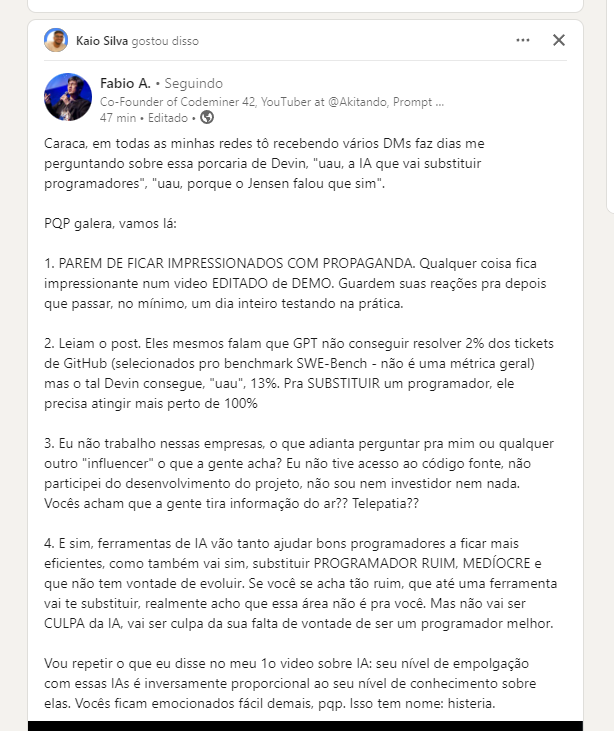 Kaio Silva gostou disso
Fabio A. • Seguindo
Co-Founder of Codeminer 42, YouTuber at @Akitando, Prompt ...
47 min • Editado •
Caraca, em todas as minhas redes tô recebendo vários DMs faz dias me
perguntando sobre essa porcaria de Devin, "uau, a IA que vai substituir
programadores", "uau, porque o Jensen falou que sim".
PQP galera, vamos lá:
1. PAREM DE FICAR IMPRESSIONADOS COM PROPAGANDA. Qualquer coisa fica
impressionante num video EDITADO de DEMO. Guardem suas reações pra depois
que passar, no mínimo, um dia inteiro testando na prática.
2. Leiam o post. Eles mesmos falam que GPT não conseguir resolver 2% dos tickets
de GitHub (selecionados pro benchmark SWE-Bench - não é uma métrica geral)
mas o tal Devin consegue, "uau", 13%. Pra SUBSTITUIR um programador, ele
precisa atingir mais perto de 100%
3. Eu não trabalho nessas empresas, o que adianta perguntar pra mim ou qualquer
outro "influencer" o que a gente acha? Eu não tive acesso ao código fonte, não
participei do desenvolvimento do projeto, não sou nem investidor nem nada.
Vocês acham que a gente tira informação do ar?? Telepatia??
4. E sim, ferramentas de IA vão tanto ajudar bons programadores a ficar mais
eficientes, como também vai sim, substituir PROGRAMADOR RUIM, MEDÍOCRE e
que não tem vontade de evoluir. Se você se acha tão ruim, que até uma ferramenta
vai te substituir, realmente acho que essa área não é pra você. Mas não vai ser
CULPA da IA, vai ser culpa da sua falta de vontade de ser um programador melhor.
Vou repetir o que eu disse no meu 1o video sobre IA: seu nível de empolgação
com essas IAs é inversamente proporcional ao seu nível de conhecimento sobre
elas. Vocês ficam emocionados fácil demais, pqp. Isso tem nome: histeria.